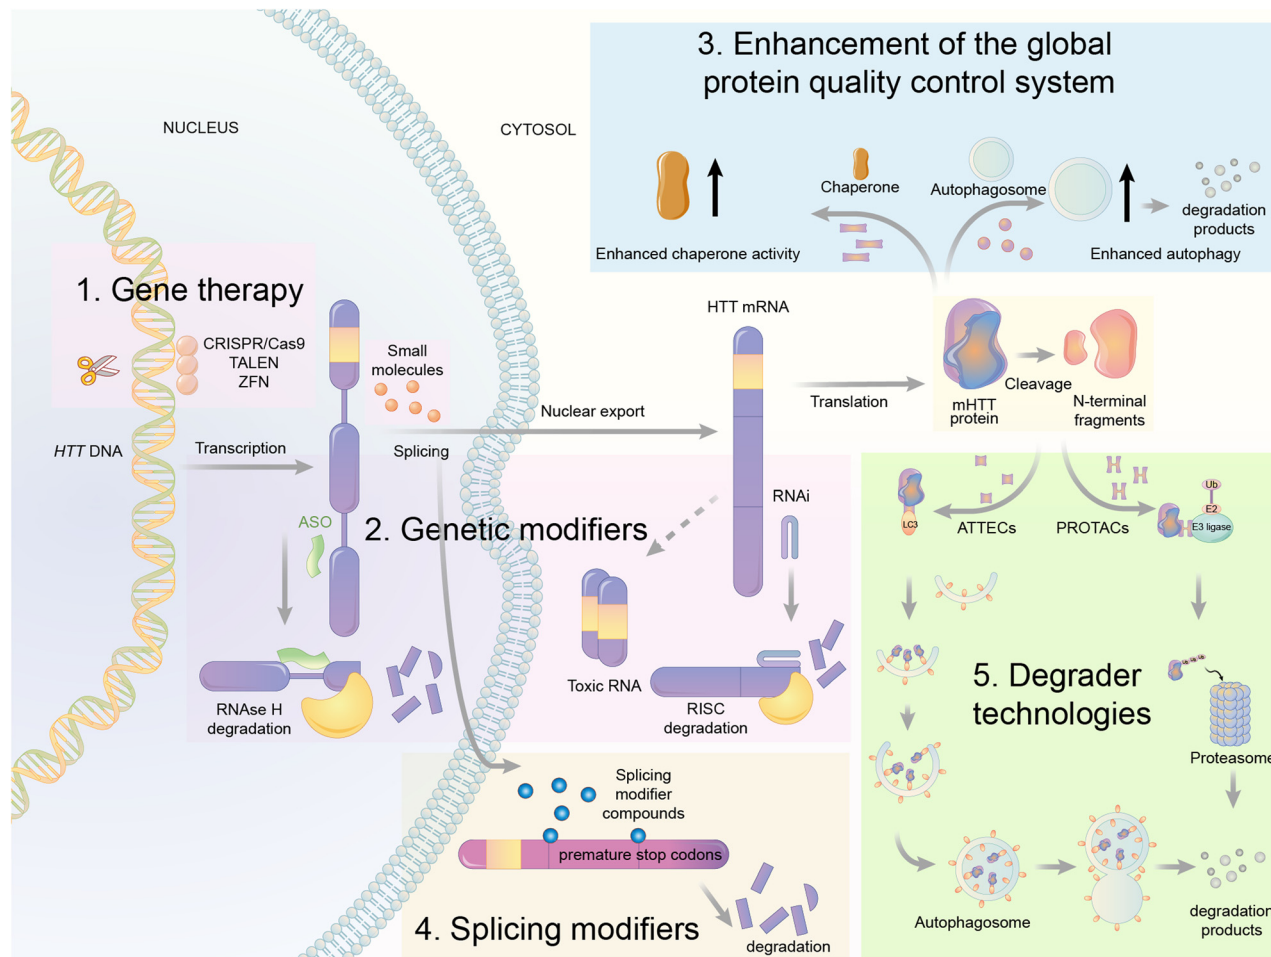 3. Enhancement of the global
protein quality control system
NUCLEUS
CYTOSOL
Chaperone
Autophagosome
degradation
products
Enhanced chaperone activity
Enhanced autophagy
1. Gene therapy
CRISPR/Cas9
TALEN
ZFN
Small
molecules
HTT mRNA
Nuclear export
Translation
Cleavage
mHTT
protein
N-terminal
fragments
HTT DNA
Transcription
Splicing
ASO
2. Genetic modifiers
RNAi
LC3
ATTECs
PROTACs
Ub
E2
E3 ligase
RNAse H
degradation
Toxic RNA
RISC
degradation
5. Degrader
technologies
Ub Ub Ub
Proteasome
Splicing
modifier
compounds
premature stop codons
4. Splicing modifiers
degradation
Autophagosome
degradation
products